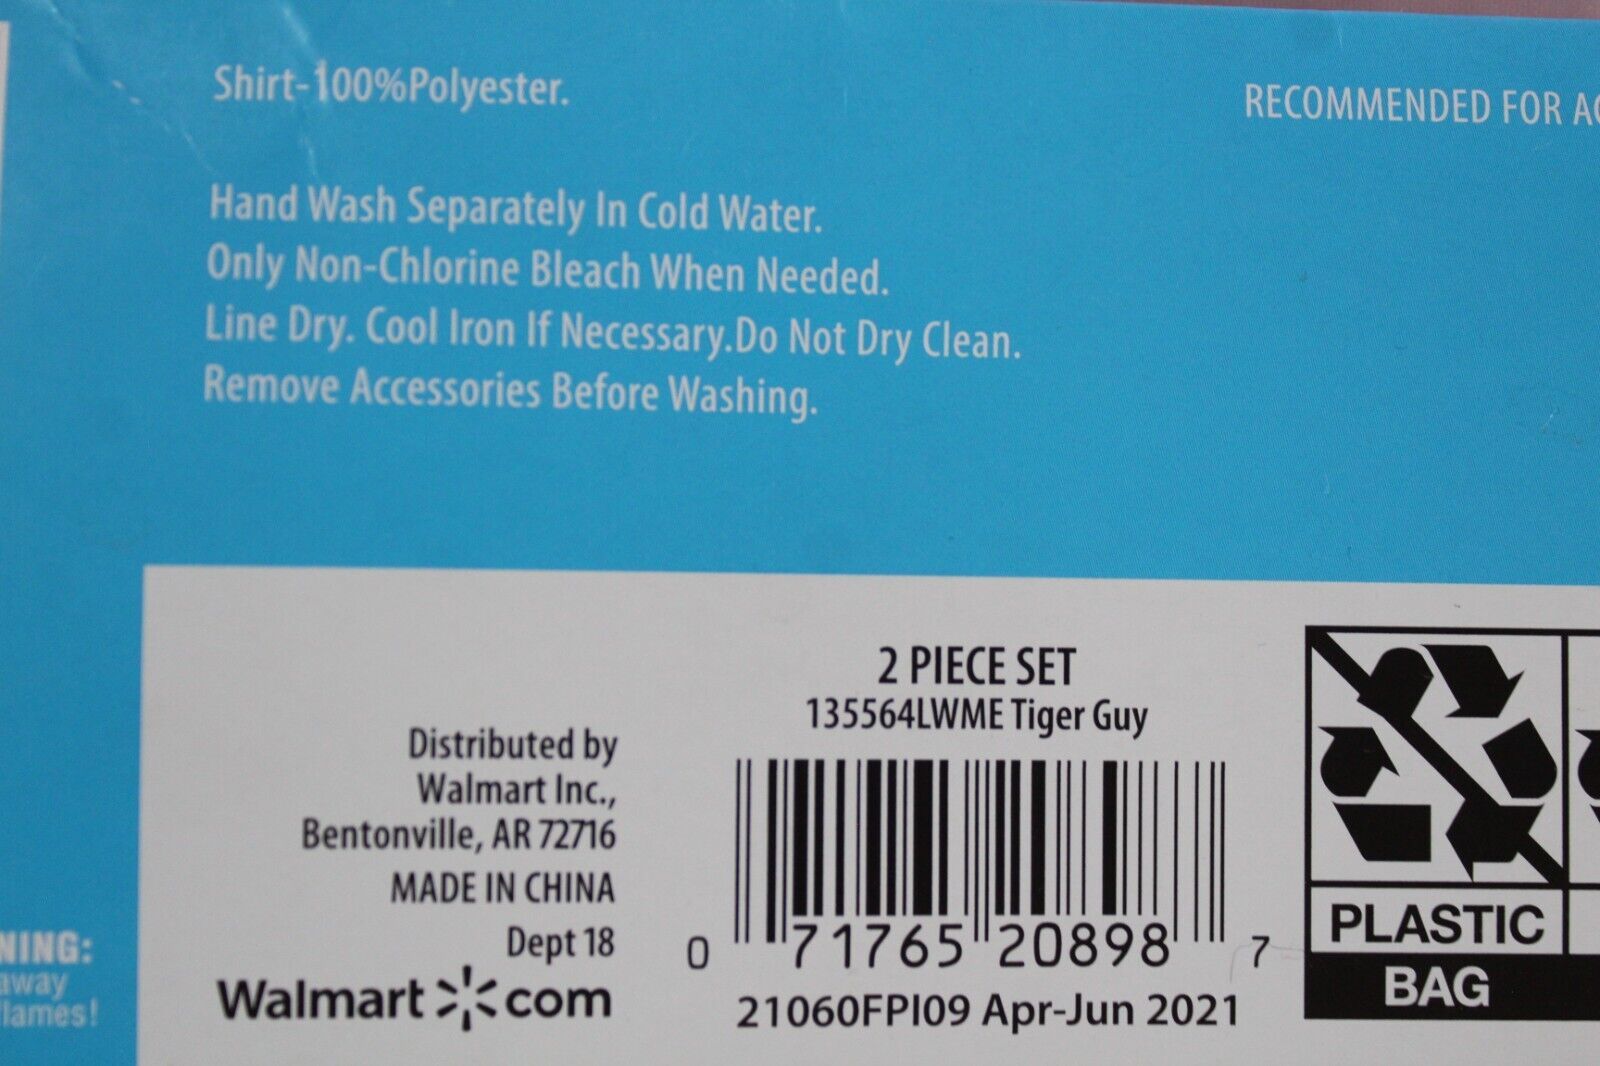 Shirt-100%Polyester.
RECOMMENDED FOR
Hand Wash Separately In Cold Water.
Only Non-Chlorine Bleach When Needed.
Line Dry. Cool Iron If Necessary.Do Not Dry Clean.
Remove Accessories Before Washing.
2 PIECE SET
135564LWME Tiger Guy
Distributed by
Walmart Inc.,
Bentonville, AR 72716
MADE IN CHINA
Dept 18
Walmart com
0 71765 20898 7
21060FPI09 Apr-Jun 2021
PLASTIC
BAG
NING:
away
lames!